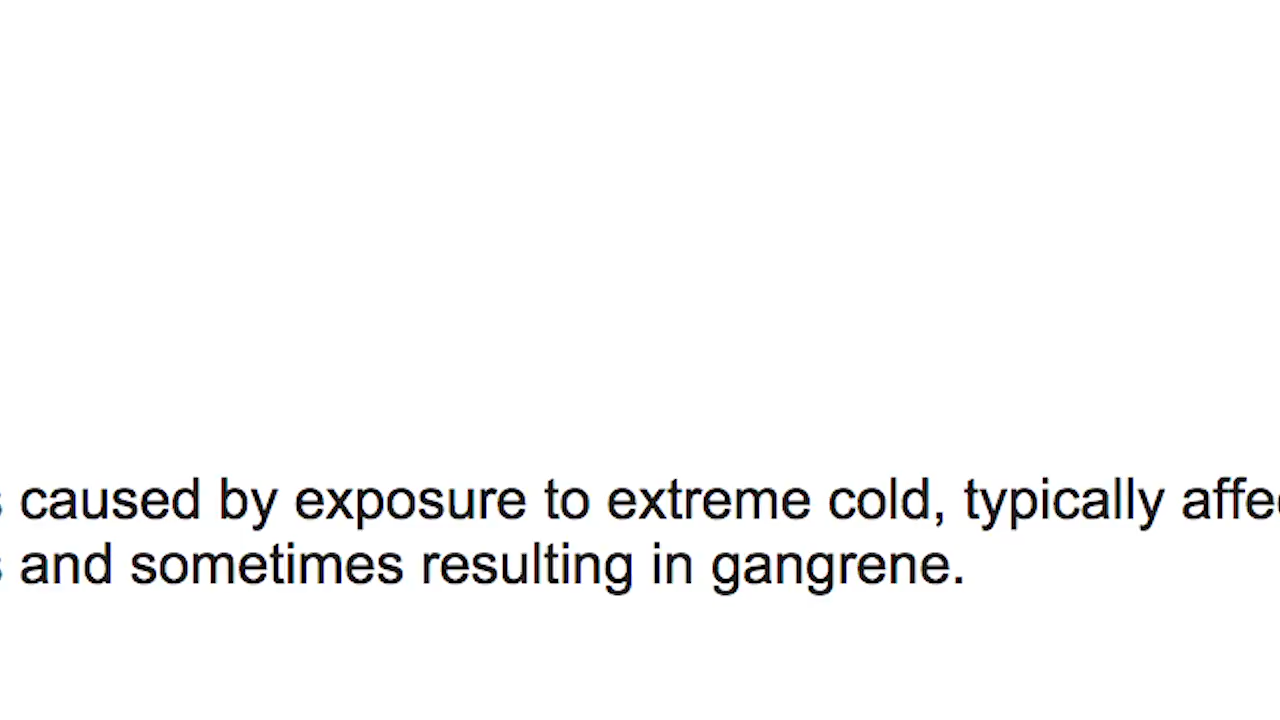 caused by exposure to extreme cold, typically
and sometimes resulting in gangrene.